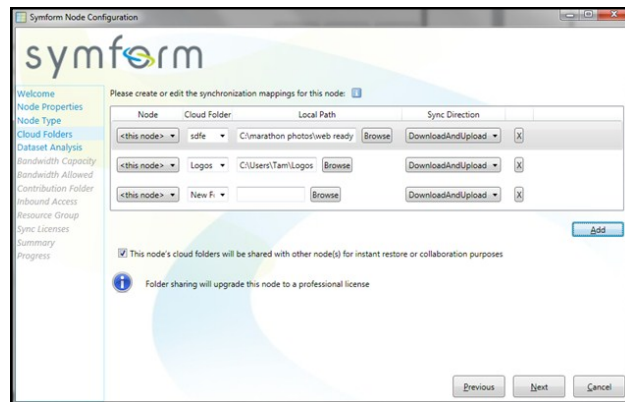 Symform Node Configuration
symform
Welcome
Node Properties
Node Type
Cloud Folders
Dataset Analysis
Bandwidth Capacity
Bandwidth Allowed
Contribution Folder
Inbound Access
Resource Group
Sync Licenses
Summary
Progress
Please create or edit the synchronization mappings for this node:
Node Cloud Folder Local Path Sync Direction
<this node> sdfe C:\marathon photos\web ready Browse DownloadAndUpload X
<this node> Logos C:\Users\Tam\Logos Browse DownloadAndUpload X
<this node> New Fo Browse DownloadAndUpload X
Add
This node's cloud folders will be shared with other node(s) for instant restore or collaboration purposes
Folder sharing will upgrade this node to a professional license
Previous Next Cancel